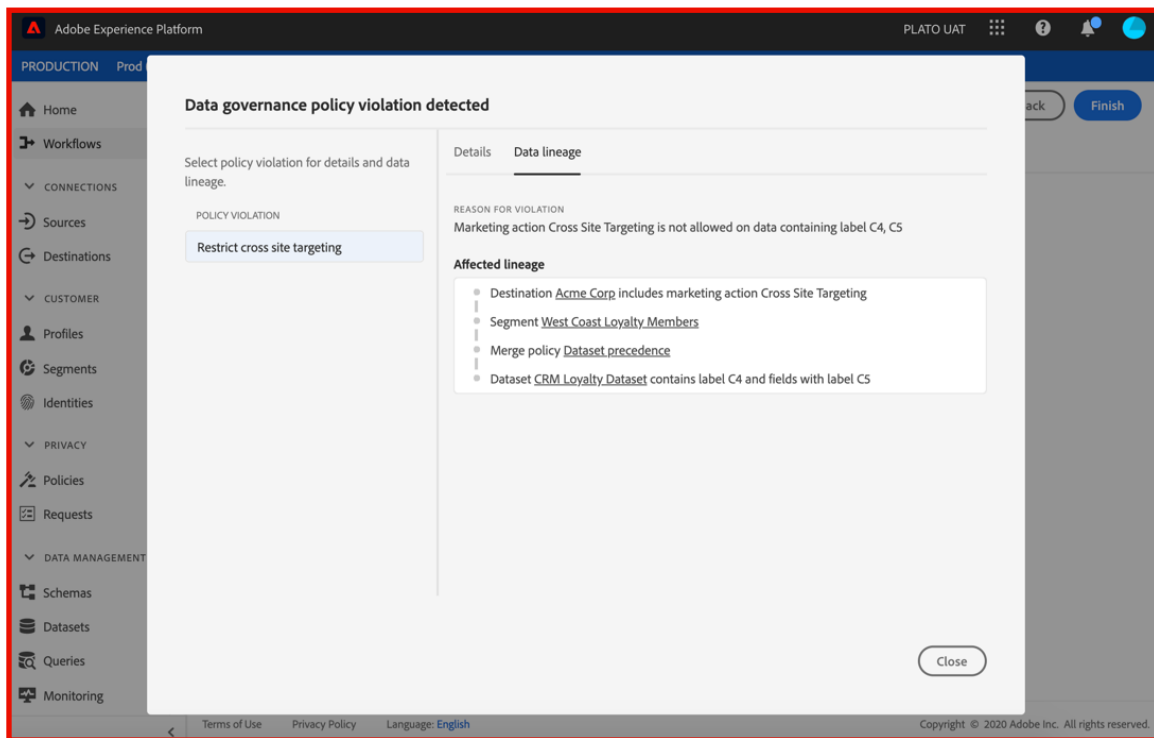 Adobe Experience Platform
PLATO UAT
PRODUCTION Prod
Home
Workflows
CONNECTIONS
Sources
Destinations
CUSTOMER
Profiles
Segments
Identities
PRIVACY
Policies
Requests
DATA MANAGEMENT
Schemas
Datasets
Queries
Monitoring
ack
Finish
Data governance policy violation detected
Select policy violation for details and data
lineage.
POLICY VIOLATION
Restrict cross site targeting
Details Data lineage
REASON FOR VIOLATION
Marketing action Cross Site Targeting is not allowed on data containing label C4, C5
Affected lineage
Destination Acme Corp includes marketing action Cross Site Targeting
Segment West Coast Loyalty Members
Merge policy Dataset precedence
Dataset CRM Loyalty Dataset contains label C4 and fields with label C5
Close
Terms of Use Privacy Policy Language: English
Copyright © 2020 Adobe Inc. All rights reserved.